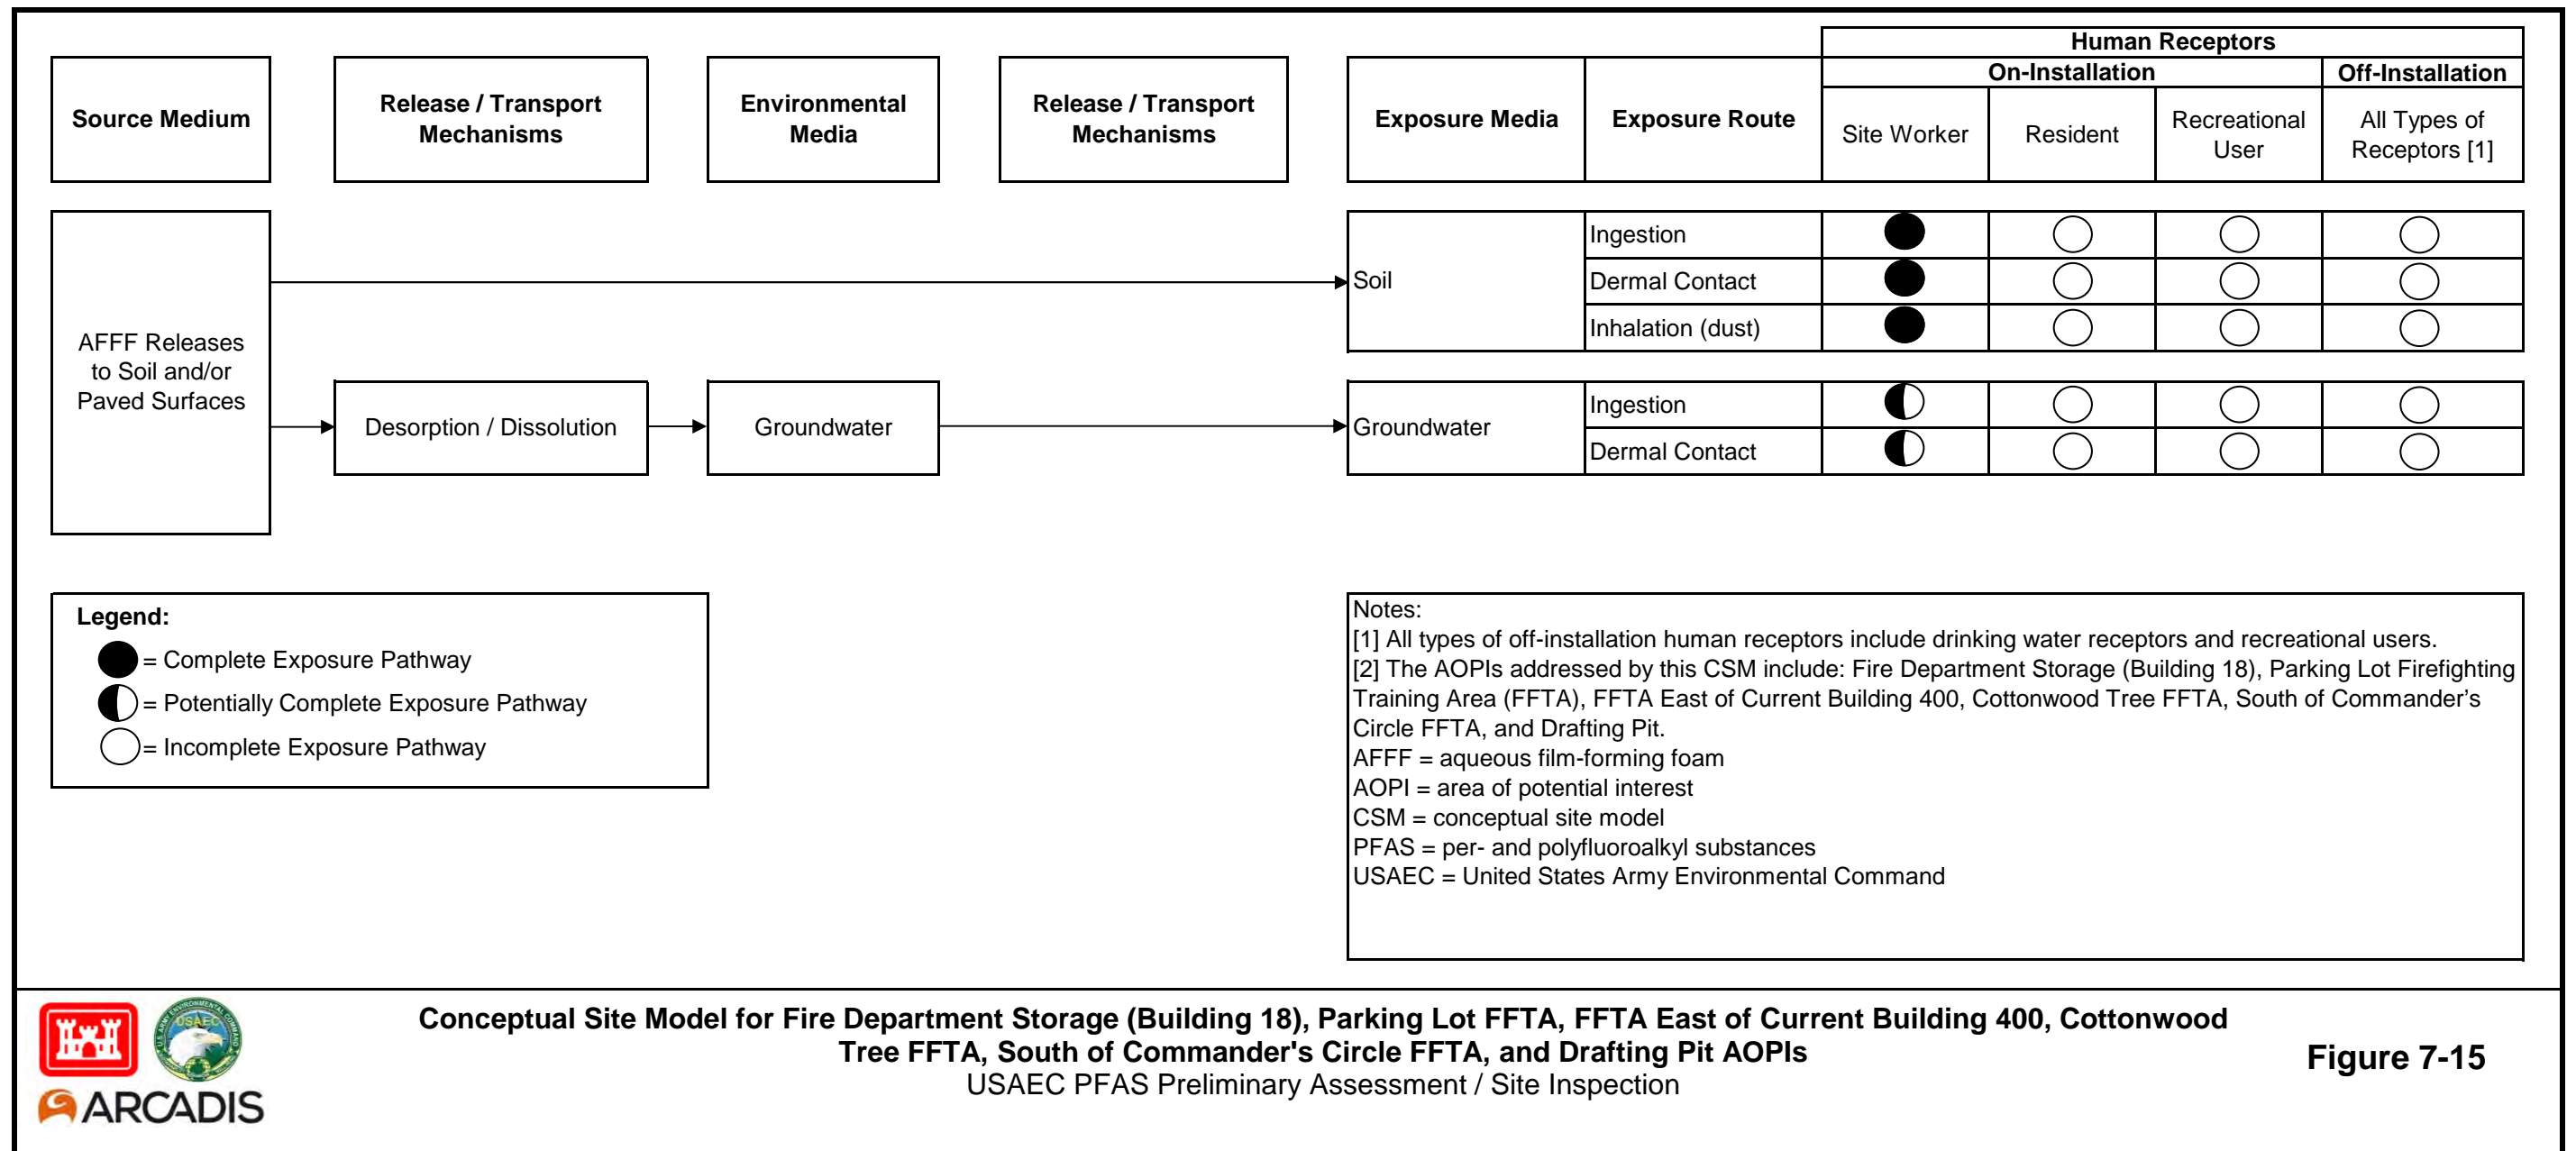 Human Receptors
On-Installation
Off-Installation
Source Medium
Release / Transport
Mechanisms
Environmental
Media
Release / Transport
Mechanisms
Exposure Media
Exposure Route
Site Worker
Resident
Recreational
User
All Types of
Receptors [1]
AFFF Releases
to Soil and/or
Paved Surfaces
Soil
Ingestion
Dermal Contact
Inhalation (dust)
Desorption / Dissolution
Groundwater
Groundwater
Ingestion
Dermal Contact
Legend:
= Complete Exposure Pathway
= Potentially Complete Exposure Pathway
= Incomplete Exposure Pathway
Notes:
[1] All types of off-installation human receptors include drinking water receptors and recreational users.
[2] The AOPIs addressed by this CSM include: Fire Department Storage (Building 18), Parking Lot Firefighting
Training Area (FFTA), FFTA East of Current Building 400, Cottonwood Tree FFTA, South of Commander’s
Circle FFTA, and Drafting Pit.
AFFF = aqueous film-forming foam
AOPI = area of potential interest
CSM = conceptual site model
PFAS = per- and polyfluoroalkyl substances
USAEC = United States Army Environmental Command
U.S. ARMY ENVIRONMENTAL COMMAND
USAEC
ARCADIS
Conceptual Site Model for Fire Department Storage (Building 18), Parking Lot FFTA, FFTA East of Current Building 400, Cottonwood
Tree FFTA, South of Commander's Circle FFTA, and Drafting Pit AOPIs
USAEC PFAS Preliminary Assessment / Site Inspection
Figure 7-15